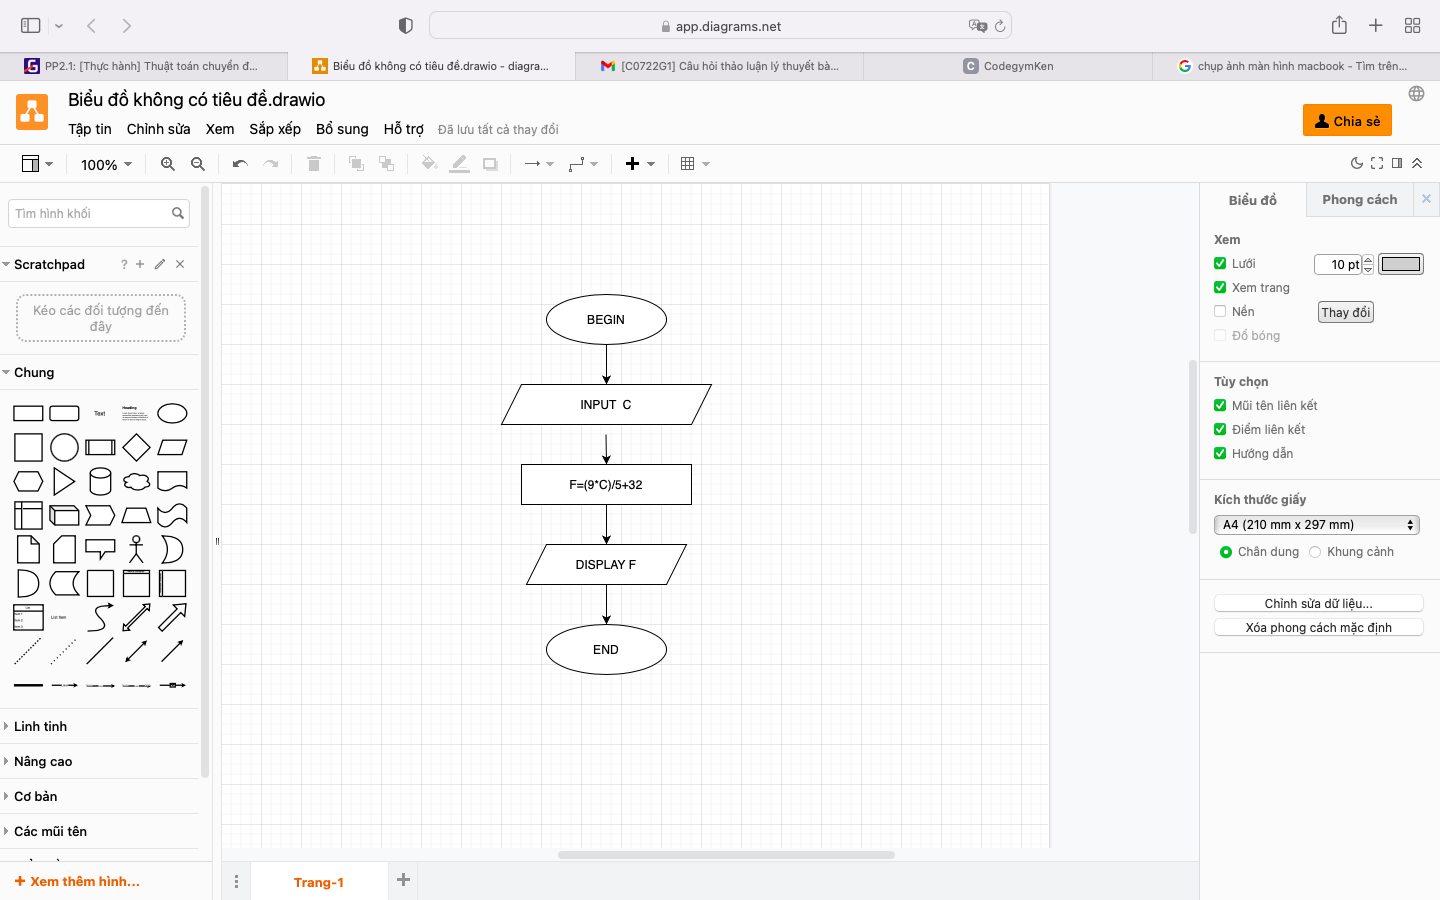 app.diagrams.net
PP2.1: [Thực hành] Thuật toán chuyển đ...
Biểu đồ không có tiêu đề.drawio - diagra...
[C0722G1] Câu hỏi thảo luận lý thuyết bà...
C CodegymKen
chụp ảnh màn hình macbook - Tìm trên...
Biểu đồ không có tiêu đề.drawio
Tập tin Chỉnh sửa Xem Sắp xếp Bổ sung Hỗ trợ Đã lưu tất cả thay đổi
Chia sẻ
100%
Tìm hình khối
Scratchpad ?
Kéo các đối tượng đến
đây
Chung
Text
Heading
List Item
Linh tinh
Nâng cao
Cơ bản
Các mũi tên
+ Xem thêm hình...
BEGIN
INPUT C
F=(9*C)/5+32
DISPLAY F
END
Trang-1
Biểu đồ
Phong cách
Xem
Lưới
10 pt
Xem trang
Nền
Thay đổi
Đổ bóng
Tùy chọn
Mũi tên liên kết
Điểm liên kết
Hướng dẫn
Kích thước giấy
A4 (210 mm x 297 mm)
Chân dung Khung cảnh
Chỉnh sửa dữ liệu...
Xóa phong cách mặc định